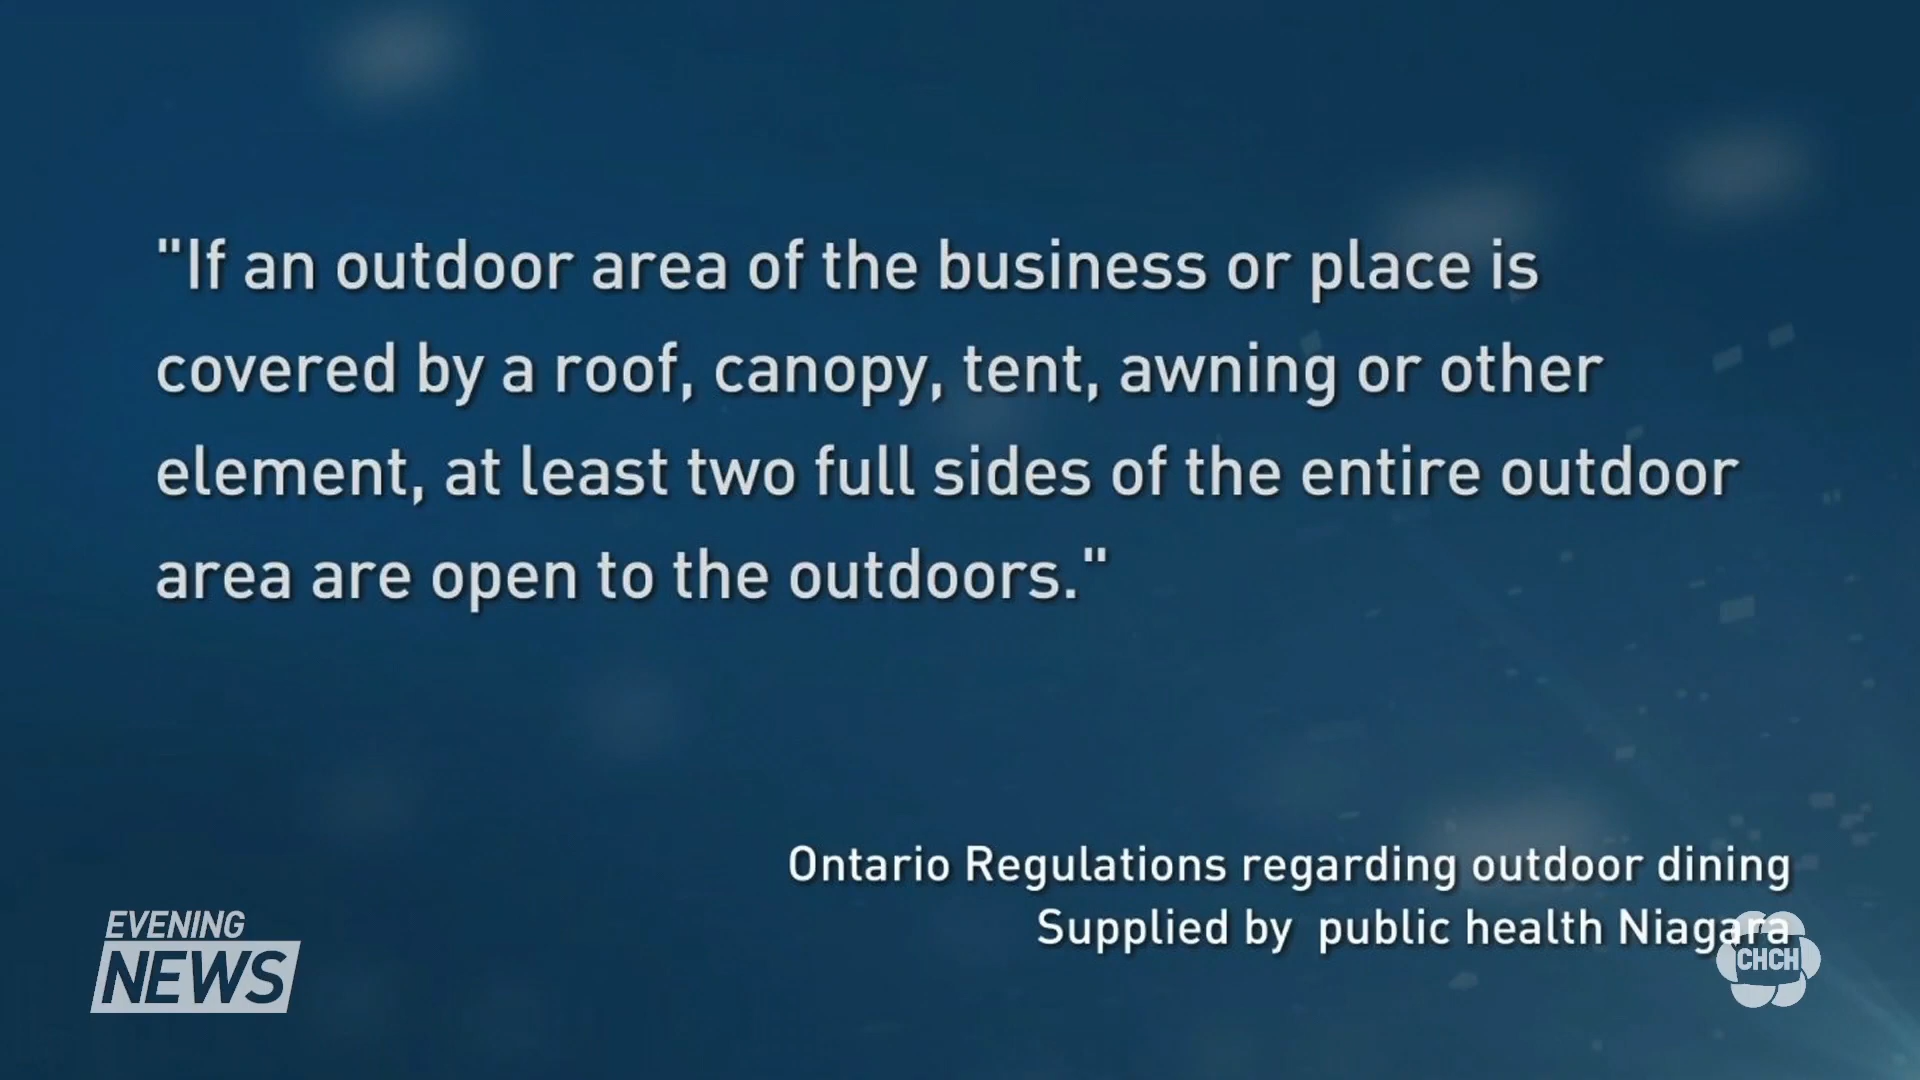 "If an outdoor area of the business or place is
covered by a roof, canopy, tent, awning or other
element, at least two full sides of the entire outdoor
area are open to the outdoors."
Ontario Regulations regarding outdoor dining
Supplied by public health Niagara
EVENING
NEWS
CHCH